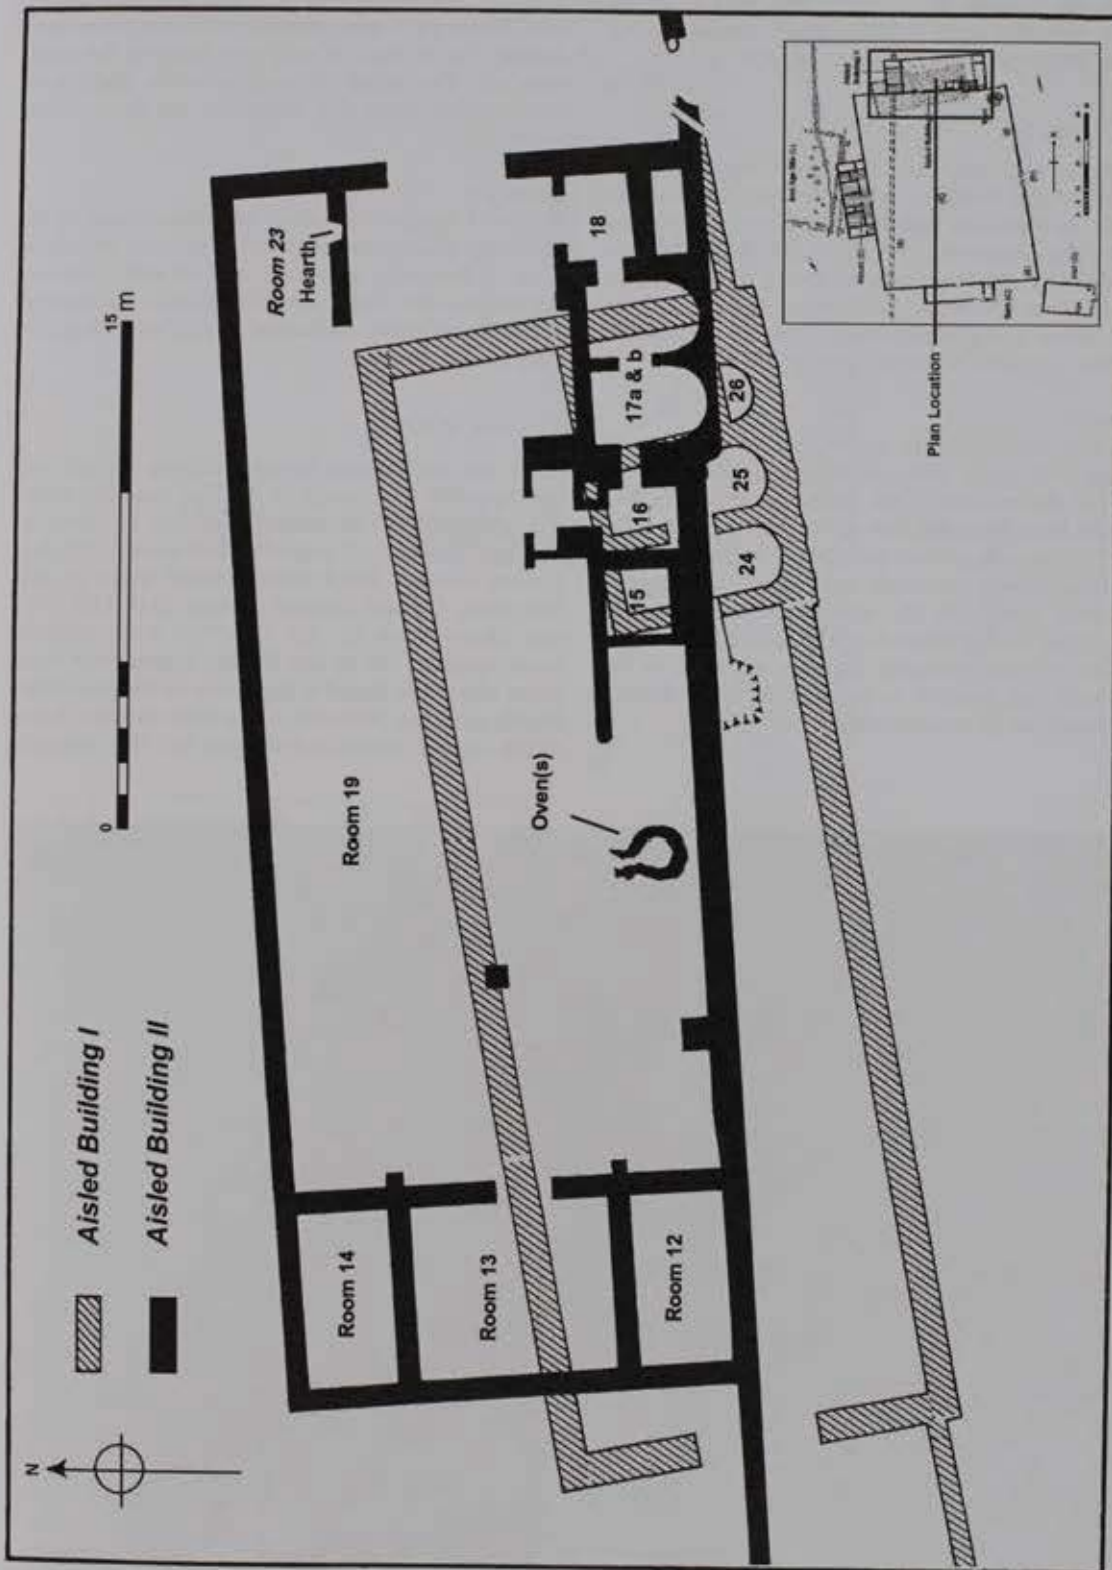 N
Aisled Building I
Aisled Building II
0
15 m
Room 14
Room 13
Room 12
Room 19
Oven(s)
Room 23
Hearth
15
16
17a & b
18
24
25
26
Plan Location